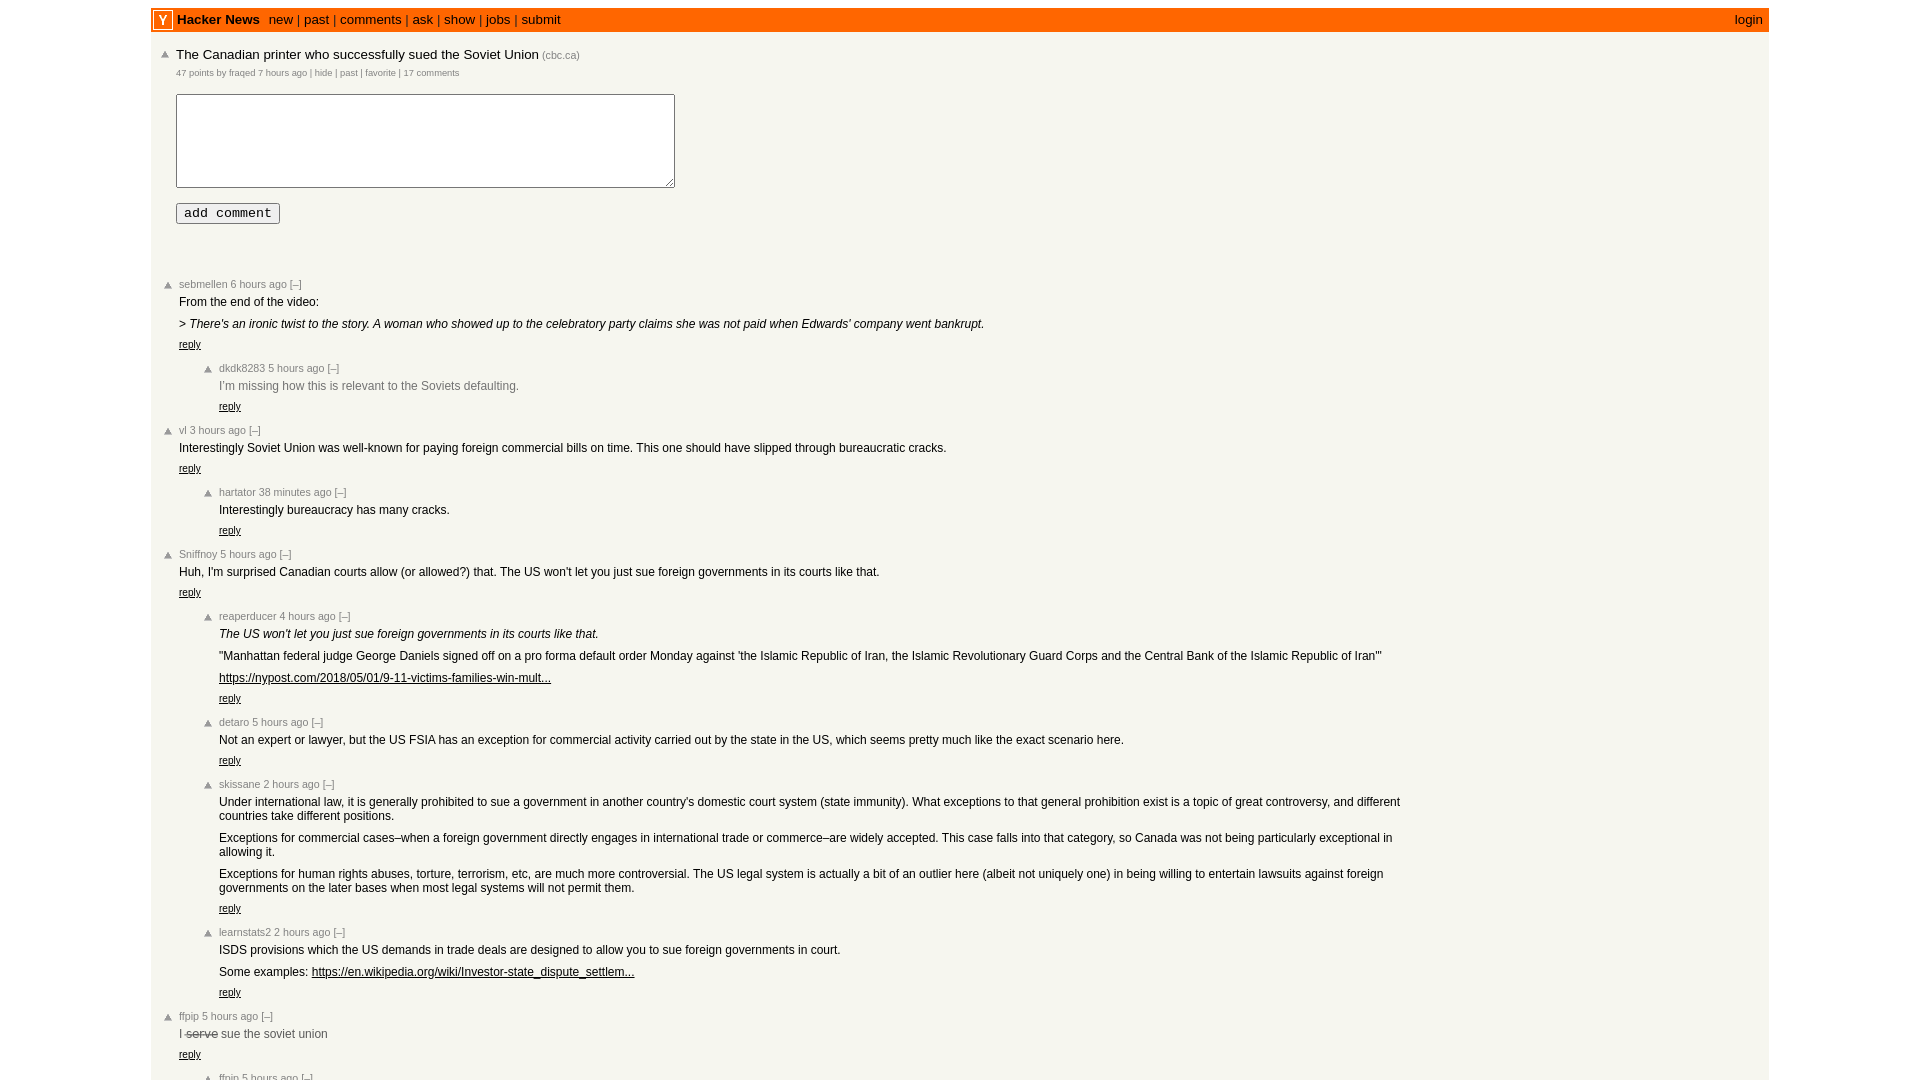 Y Hacker News new | past | comments | ask | show | jobs | submit login
The Canadian printer who successfully sued the Soviet Union (cbc.ca)
47 points by fraqed 7 hours ago | hide | past | favorite | 17 comments
add comment
sebmellen 6 hours ago [–]
From the end of the video:
> There's an ironic twist to the story. A woman who showed up to the celebratory party claims she was not paid when Edwards' company went bankrupt.
reply
dkdk8283 5 hours ago [–]
I'm missing how this is relevant to the Soviets defaulting.
reply
vl 3 hours ago [–]
Interestingly Soviet Union was well-known for paying foreign commercial bills on time. This one should have slipped through bureaucratic cracks.
reply
hartator 38 minutes ago [–]
Interestingly bureaucracy has many cracks.
reply
Sniffnoy 5 hours ago [–]
Huh, I'm surprised Canadian courts allow (or allowed?) that. The US won't let you just sue foreign governments in its courts like that.
reply
reaperducer 4 hours ago [–]
The US won't let you just sue foreign governments in its courts like that.
"Manhattan federal judge George Daniels signed off on a pro forma default order Monday against 'the Islamic Republic of Iran, the Islamic Revolutionary Guard Corps and the Central Bank of the Islamic Republic of Iran'"
https://nypost.com/2018/05/01/9-11-victims-families-win-mult...
reply
detaro 5 hours ago [–]
Not an expert or lawyer, but the US FSIA has an exception for commercial activity carried out by the state in the US, which seems pretty much like the exact scenario here.
reply
skissane 2 hours ago [–]
Under international law, it is generally prohibited to sue a government in another country's domestic court system (state immunity). What exceptions to that general prohibition exist is a topic of great controversy, and different
countries take different positions.
Exceptions for commercial cases–when a foreign government directly engages in international trade or commerce–are widely accepted. This case falls into that category, so Canada was not being particularly exceptional in
allowing it.
Exceptions for human rights abuses, torture, terrorism, etc, are much more controversial. The US legal system is actually a bit of an outlier here (albeit not uniquely one) in being willing to entertain lawsuits against foreign
governments on the later bases when most legal systems will not permit them.
reply
learnstats2 2 hours ago [–]
ISDS provisions which the US demands in trade deals are designed to allow you to sue foreign governments in court.
Some examples: https://en.wikipedia.org/wiki/Investor-state_dispute_settlem...
reply
ffpip 5 hours ago [–]
I s̶e̶r̶v̶e̶ sue the soviet union
reply
ffpip 5 hours ago [–]